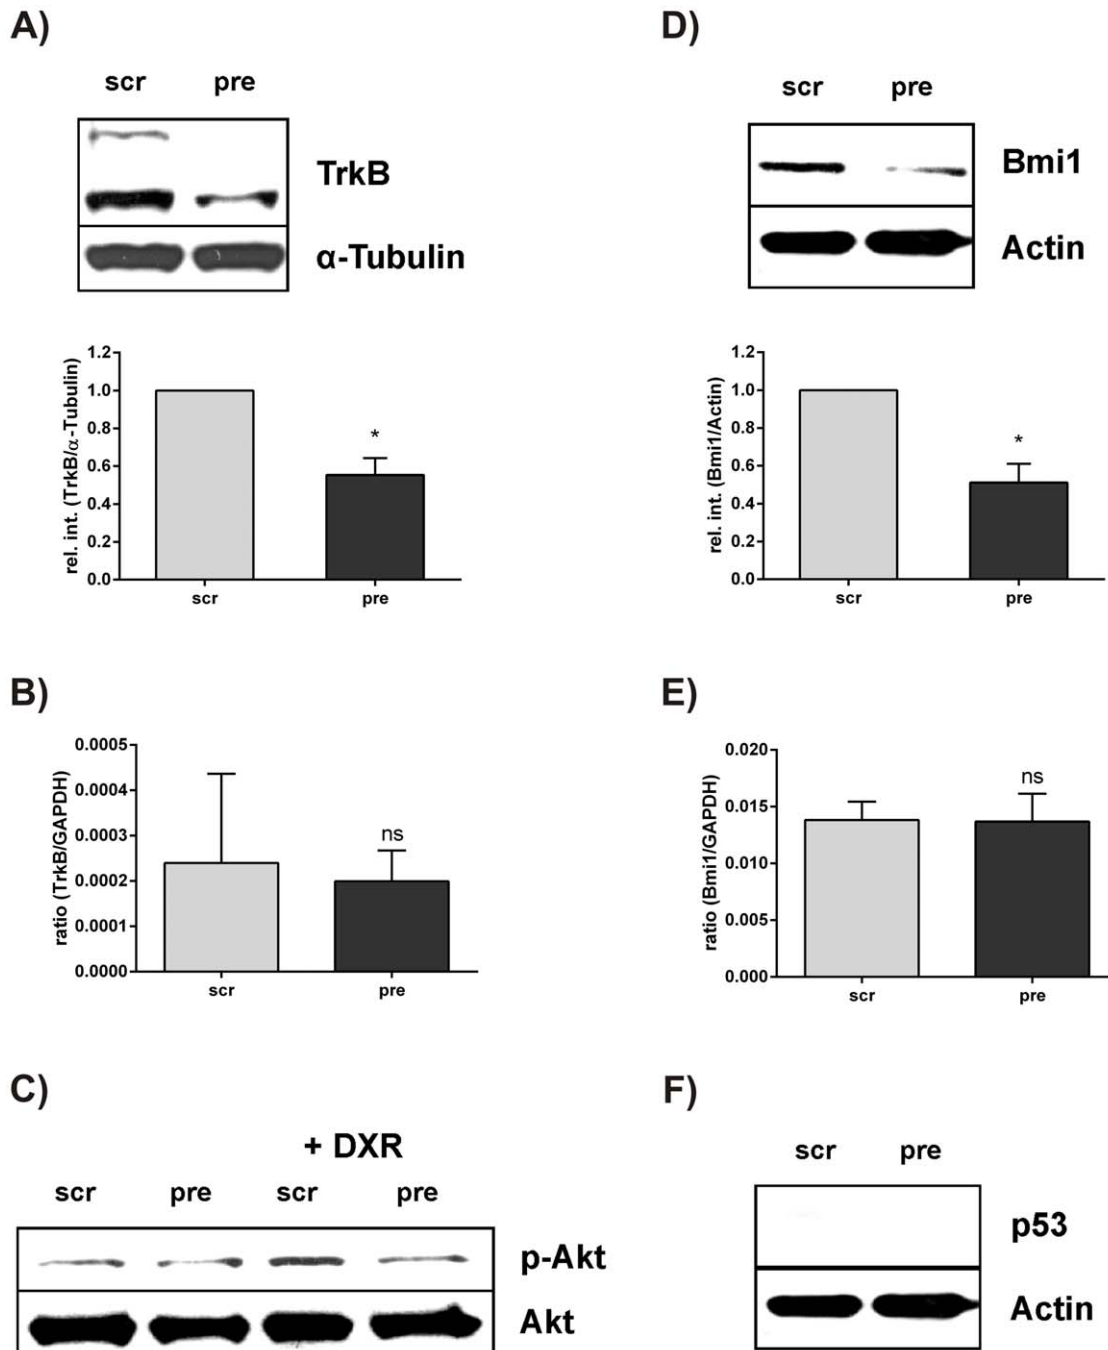 A)
scr pre
TrkB
α-Tubulin
rel. int. (TrkB/α-Tubulin)
1.2
1.0
0.8
0.6
0.4
0.2
0.0
*
scr pre
B)
ratio (TrkB/GAPDH)
0.0005
0.0004
0.0003
0.0002
0.0001
0.0000
ns
scr pre
C)
+ DXR
scr pre scr pre
p-Akt
Akt
D)
scr pre
Bmi1
Actin
rel. int. (Bmi1/Actin)
1.2
1.0
0.8
0.6
0.4
0.2
0.0
*
scr pre
E)
ratio (Bmi1/GAPDH)
0.020
0.015
0.010
0.005
0.000
ns
scr pre
F)
scr pre
p53
Actin